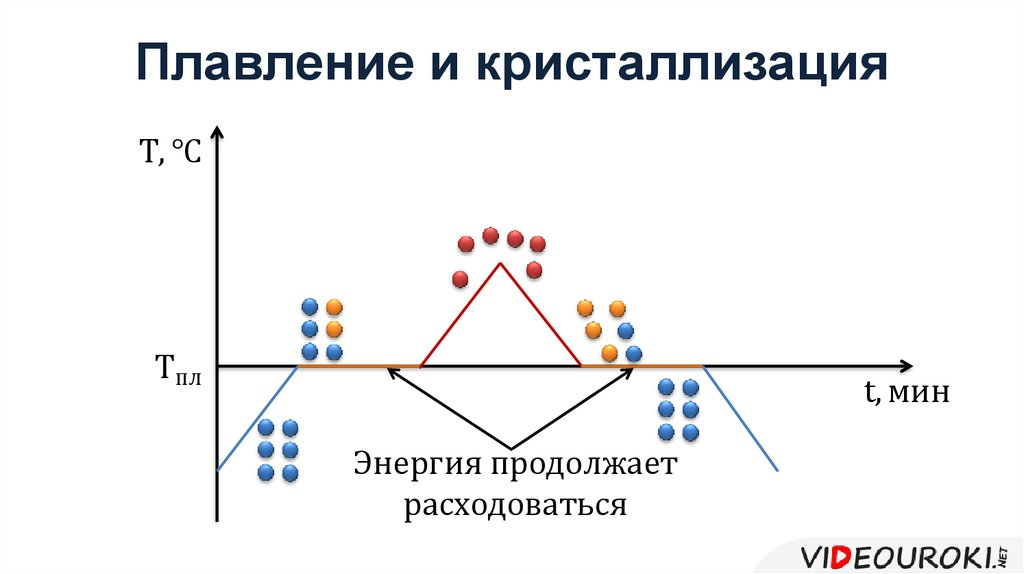 Плавление и кристаллизация
T, °C
Tпл
t, мин
Энергия продолжает
расходоваться
VIDEOUROKI.NET